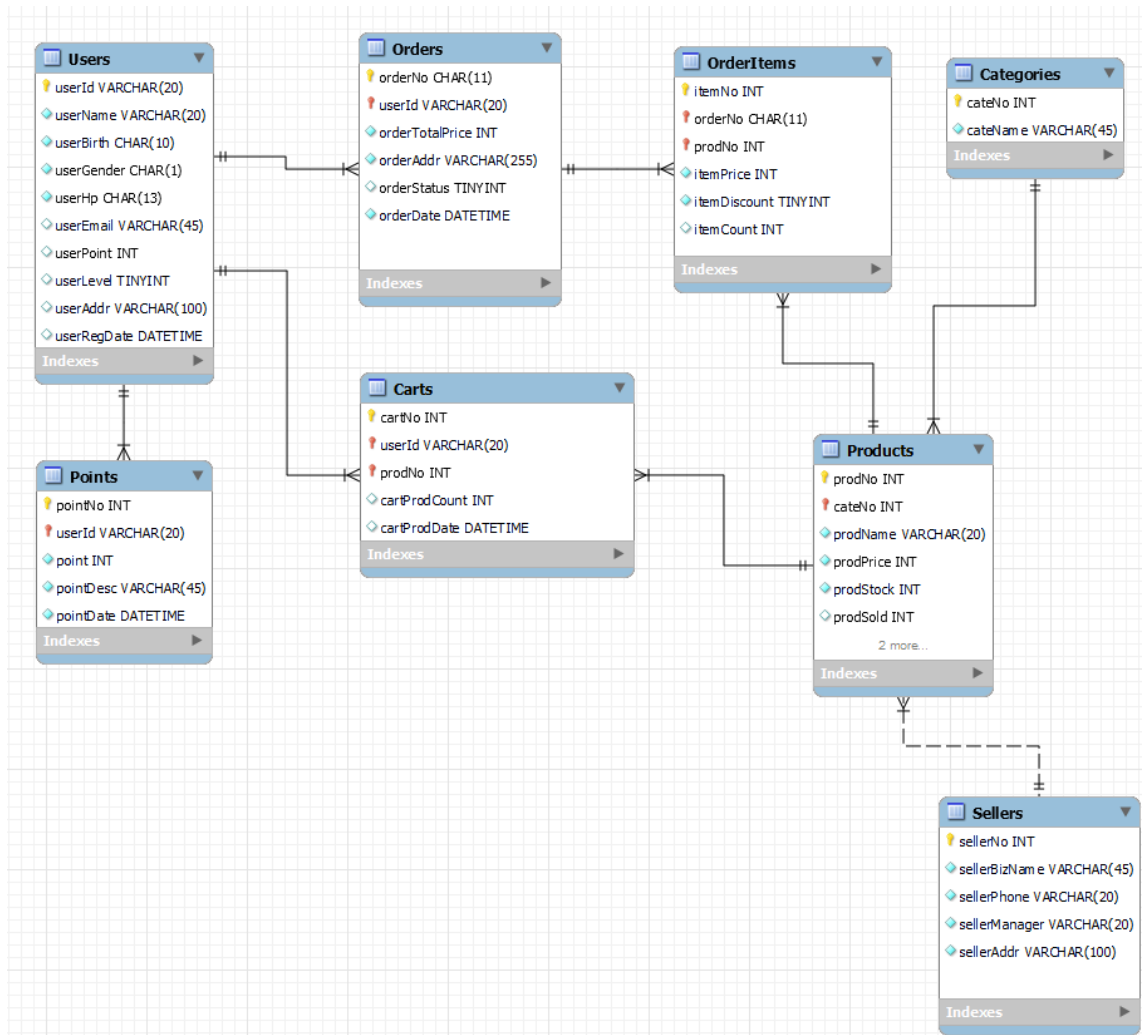 Users
userId VARCHAR(20)
userName VARCHAR(20)
userBirth CHAR(10)
userGender CHAR(1)
userHp CHAR(13)
userEmail VARCHAR(45)
userPoint INT
userLevel TINYINT
userAddr VARCHAR(100)
userRegDate DATETIME
Indexes
Orders
orderNo CHAR(11)
userId VARCHAR(20)
orderTotalPrice INT
orderAddr VARCHAR(255)
orderStatus TINYINT
orderDate DATETIME
Indexes
OrderItems
itemNo INT
orderNo CHAR(11)
prodNo INT
itemPrice INT
itemDiscount TINYINT
itemCount INT
Indexes
Categories
cateNo INT
cateName VARCHAR(45)
Indexes
Points
pointNo INT
userId VARCHAR(20)
point INT
pointDesc VARCHAR(45)
pointDate DATETIME
Indexes
Carts
cartNo INT
userId VARCHAR(20)
prodNo INT
cartProdCount INT
cartProdDate DATETIME
Indexes
Products
prodNo INT
cateNo INT
prodName VARCHAR(20)
prodPrice INT
prodStock INT
prodSold INT
2 more...
Indexes
Sellers
sellerNo INT
sellerBizName VARCHAR(45)
sellerPhone VARCHAR(20)
sellerManager VARCHAR(20)
sellerAddr VARCHAR(100)
Indexes